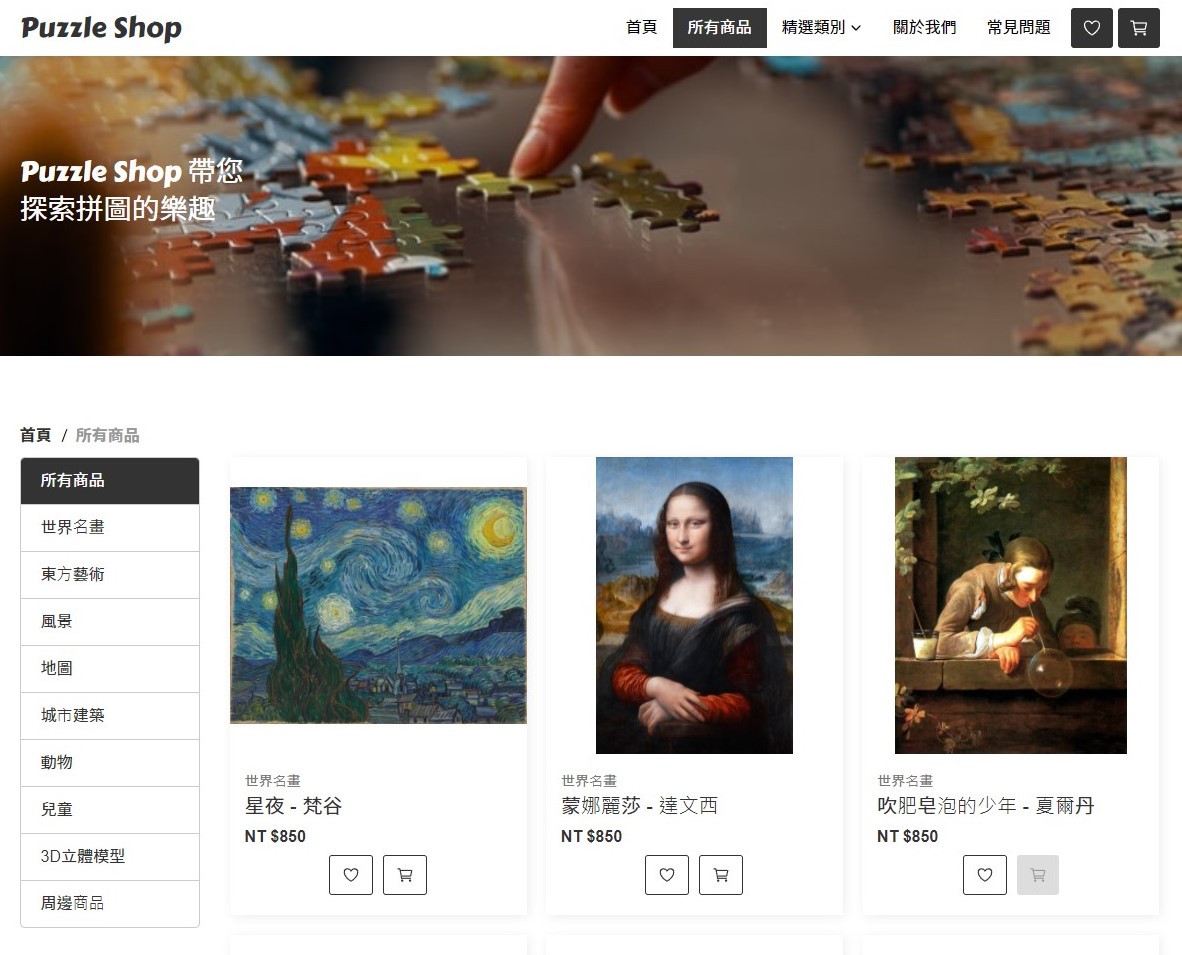 Puzzle Shop
首頁
所有商品
精選類別
關於我們
常見問題
Puzzle Shop 帶您
探索拼圖的樂趣
首頁 / 所有商品
所有商品
世界名畫
東方藝術
風景
地圖
城市建築
動物
兒童
3D立體模型
周邊商品
世界名畫
星夜 - 梵谷
NT $850
世界名畫
蒙娜麗莎 - 達文西
NT $850
世界名畫
吹肥皂泡的少年 - 夏爾丹
NT $850